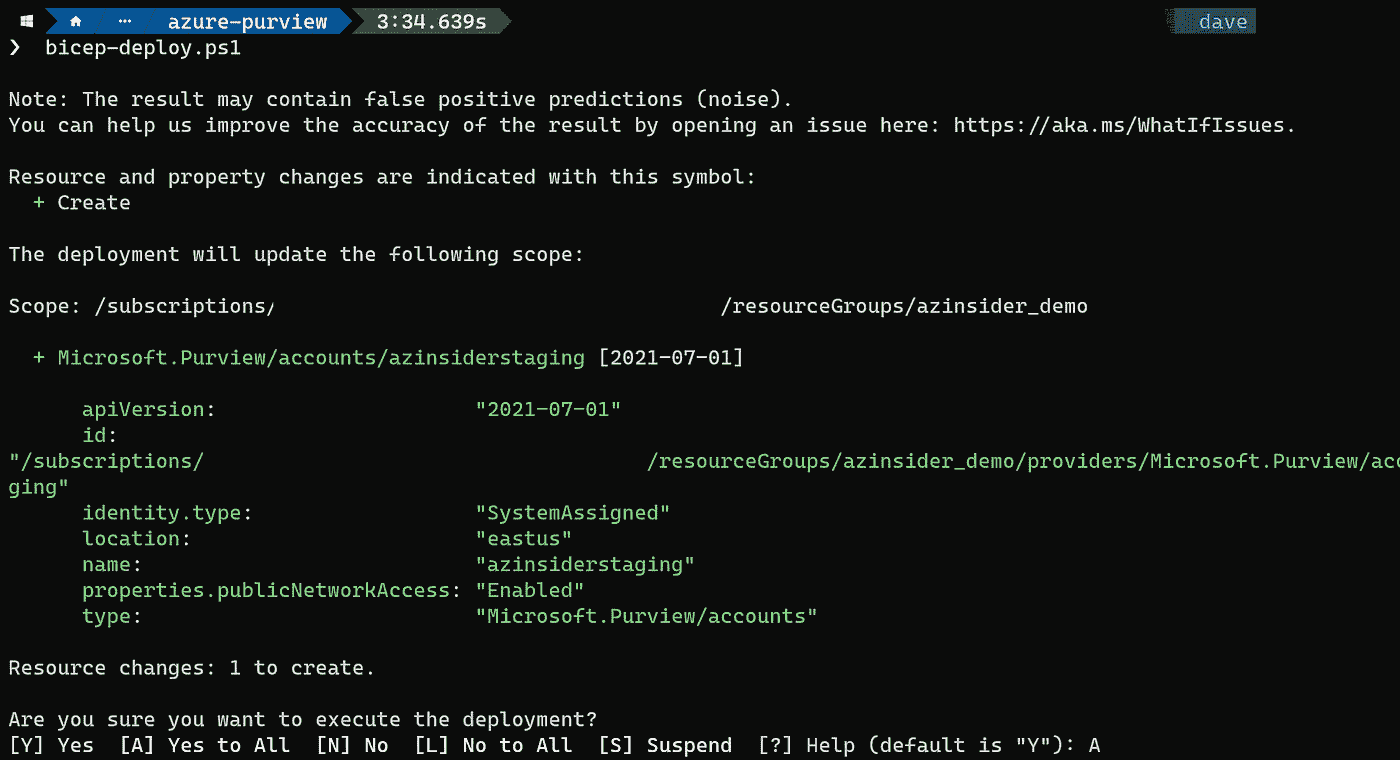 ··· azure-purview 3:34.639s dave
❯ bicep-deploy.ps1
Note: The result may contain false positive predictions (noise).
You can help us improve the accuracy of the result by opening an issue here: https://aka.ms/WhatIfIssues.
Resource and property changes are indicated with this symbol:
+ Create
The deployment will update the following scope:
Scope: /subscriptions/ /resourceGroups/azinsider_demo
+ Microsoft.Purview/accounts/azinsiderstaging [2021-07-01]
apiVersion: "2021-07-01"
id:
"/subscriptions/ /resourceGroups/azinsider_demo/providers/Microsoft.Purview/acc
ging"
identity.type: "SystemAssigned"
location: "eastus"
name: "azinsiderstaging"
properties.publicNetworkAccess: "Enabled"
type: "Microsoft.Purview/accounts"
Resource changes: 1 to create.
Are you sure you want to execute the deployment?
[Y] Yes [A] Yes to All [N] No [L] No to All [S] Suspend [?] Help (default is "Y"): A